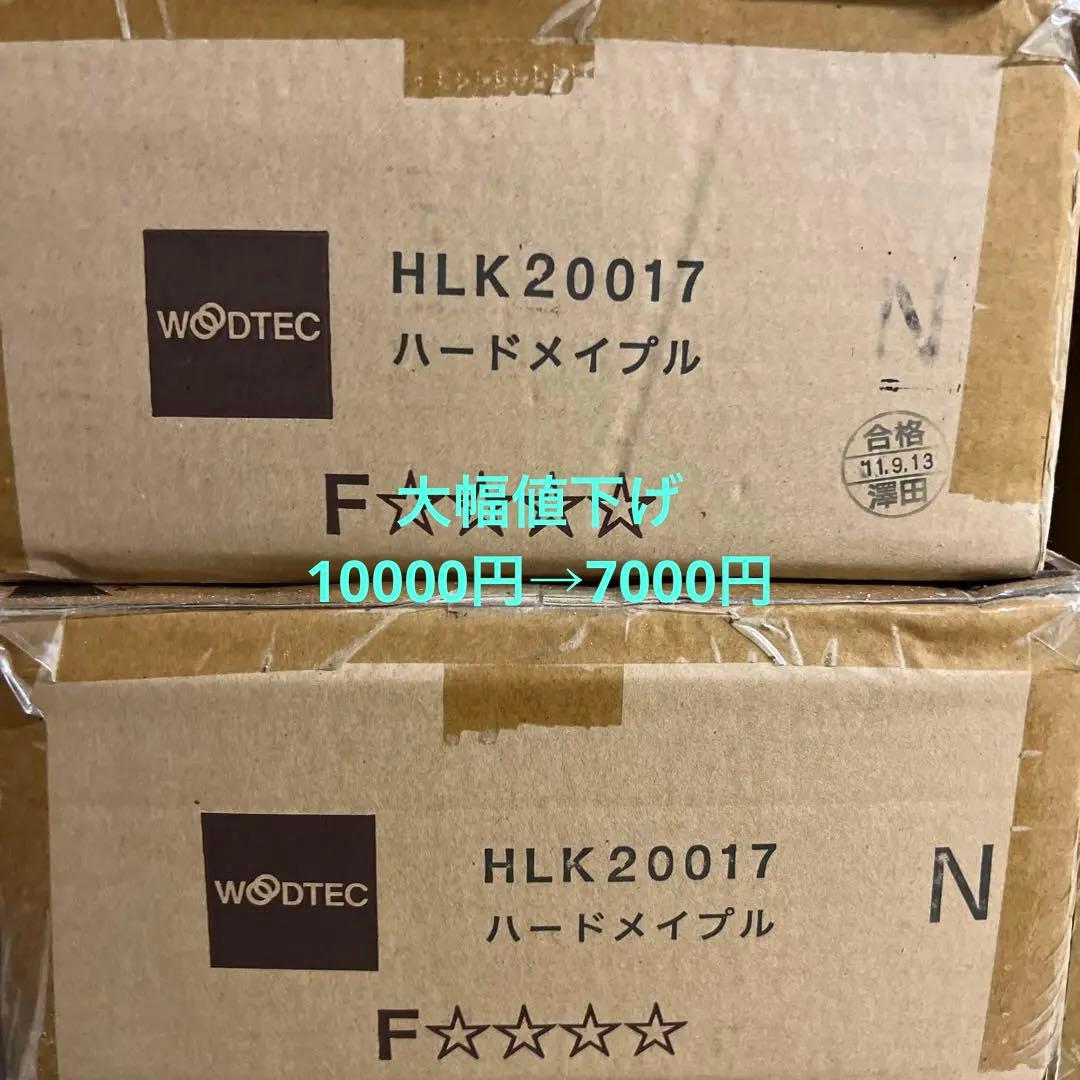 WOODTEC
HLK20017
ハードメイプル
N
合格
'11.9.13
澤田
F☆☆☆☆
大幅値下げ
10000円→7000円
WOODTEC
HLK20017
ハードメイプル
N
F☆☆☆☆